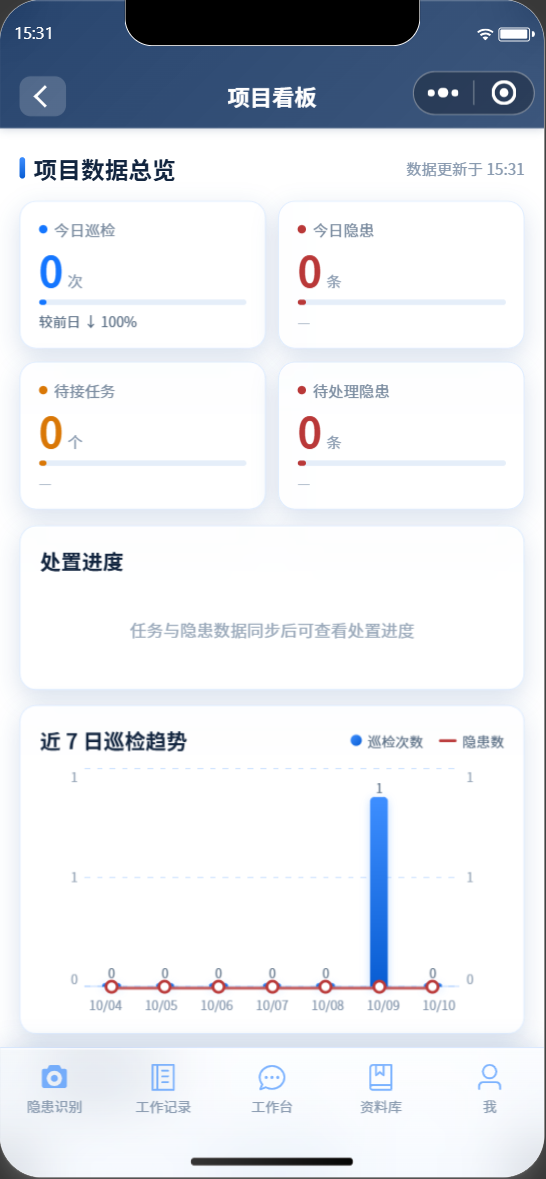 15:31
项目看板
项目数据总览 数据更新于 15:31
今日巡检 今日隐患
0 次 0 条
较前日 ↓ 100% —
待接任务 待处理隐患
0 个 0 条
— —
处置进度
任务与隐患数据同步后可查看处置进度
近 7 日巡检趋势 巡检次数 隐患数
1 1
1
1 1
0 0 0 0 0 0 0 0
10/04 10/05 10/06 10/07 10/08 10/09 10/10
隐患识别 工作记录 工作台 资料库 我